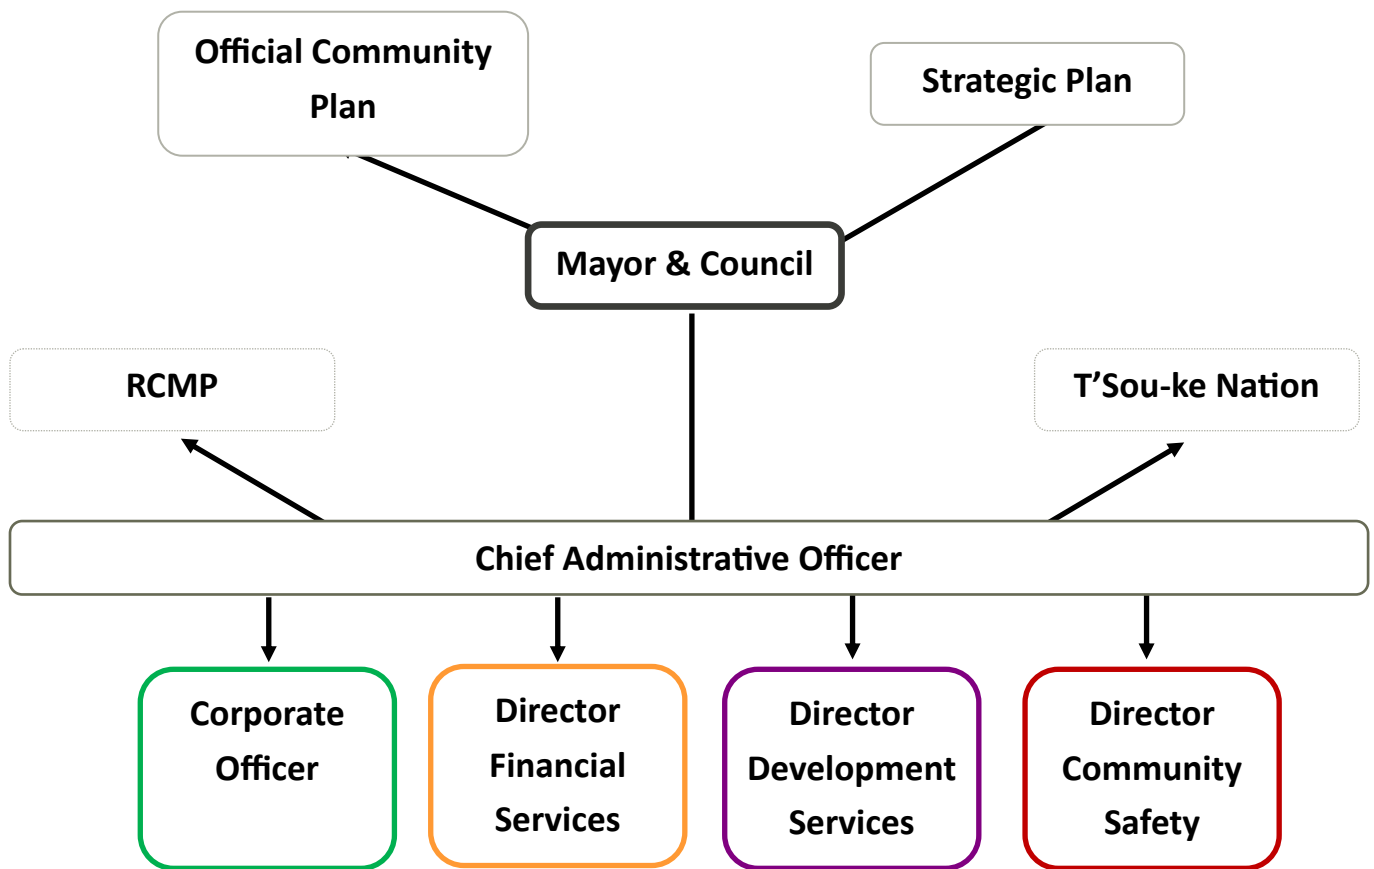 Official Community
Plan
Strategic Plan
Mayor & Council
RCMP
T’Sou-ke Nation
Chief Administrative Officer
Corporate
Officer
Director
Financial
Services
Director
Development
Services
Director
Community
Safety